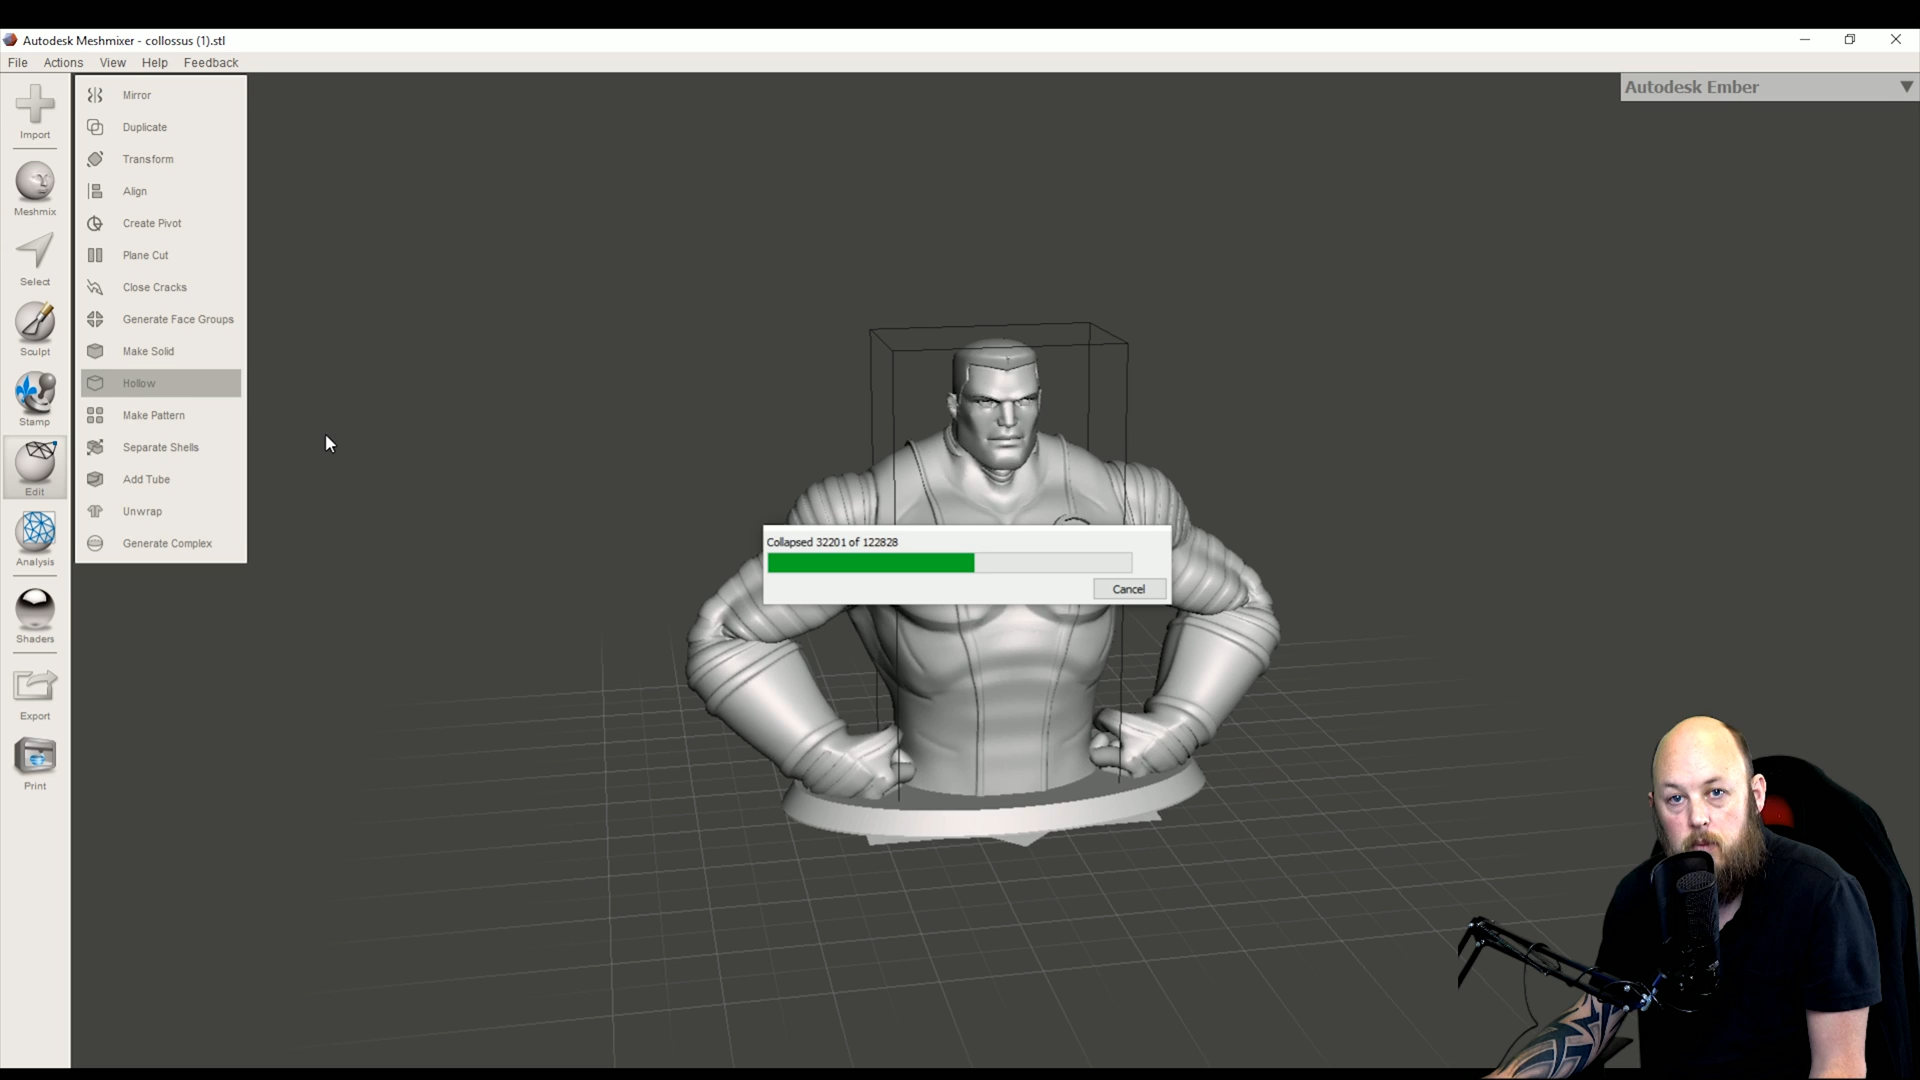 Autodesk Meshmixer - collossus (1).stl
File Actions View Help Feedback
Autodesk Ember
Import
Meshmix
Select
Sculpt
Stamp
Edit
Analysis
Shaders
Export
Print
Mirror
Duplicate
Transform
Align
Create Pivot
Plane Cut
Close Cracks
Generate Face Groups
Make Solid
Hollow
Make Pattern
Separate Shells
Add Tube
Unwrap
Generate Complex
Collapsed 32201 of 122828
Cancel